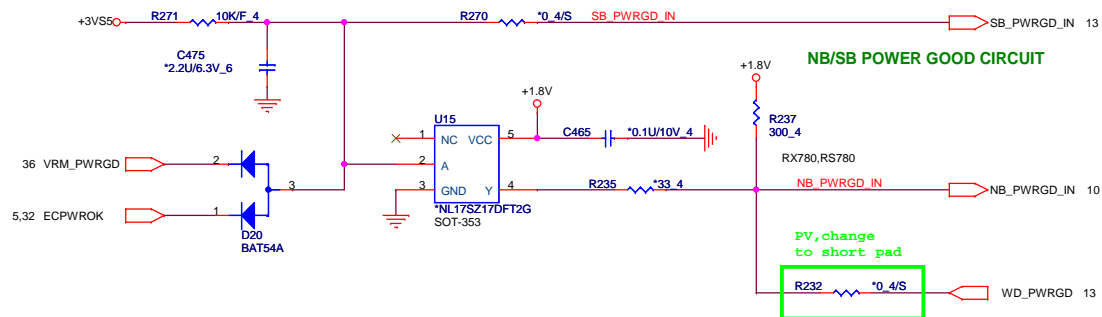 R271 10K/F_4
+3VS5
R270 *0_4/S
SB_PWRGD_IN
SB_PWRGD_IN 13
C475
*2.2U/6.3V_6
NB/SB POWER GOOD CIRCUIT
+1.8V
+1.8V
U15
C465 *0.1U/10V_4
R237
300_4
1 NC VCC 5
2 A
3 GND Y 4
*NL17SZ17DFT2G
SOT-353
RX780,RS780
36 VRM_PWRGD 2
3
R235 *33_4
NB_PWRGD_IN
NB_PWRGD_IN 10
5,32 ECPWROK 1
D20
BAT54A
PV,change
to short pad
R232 *0_4/S
WD_PWRGD 13